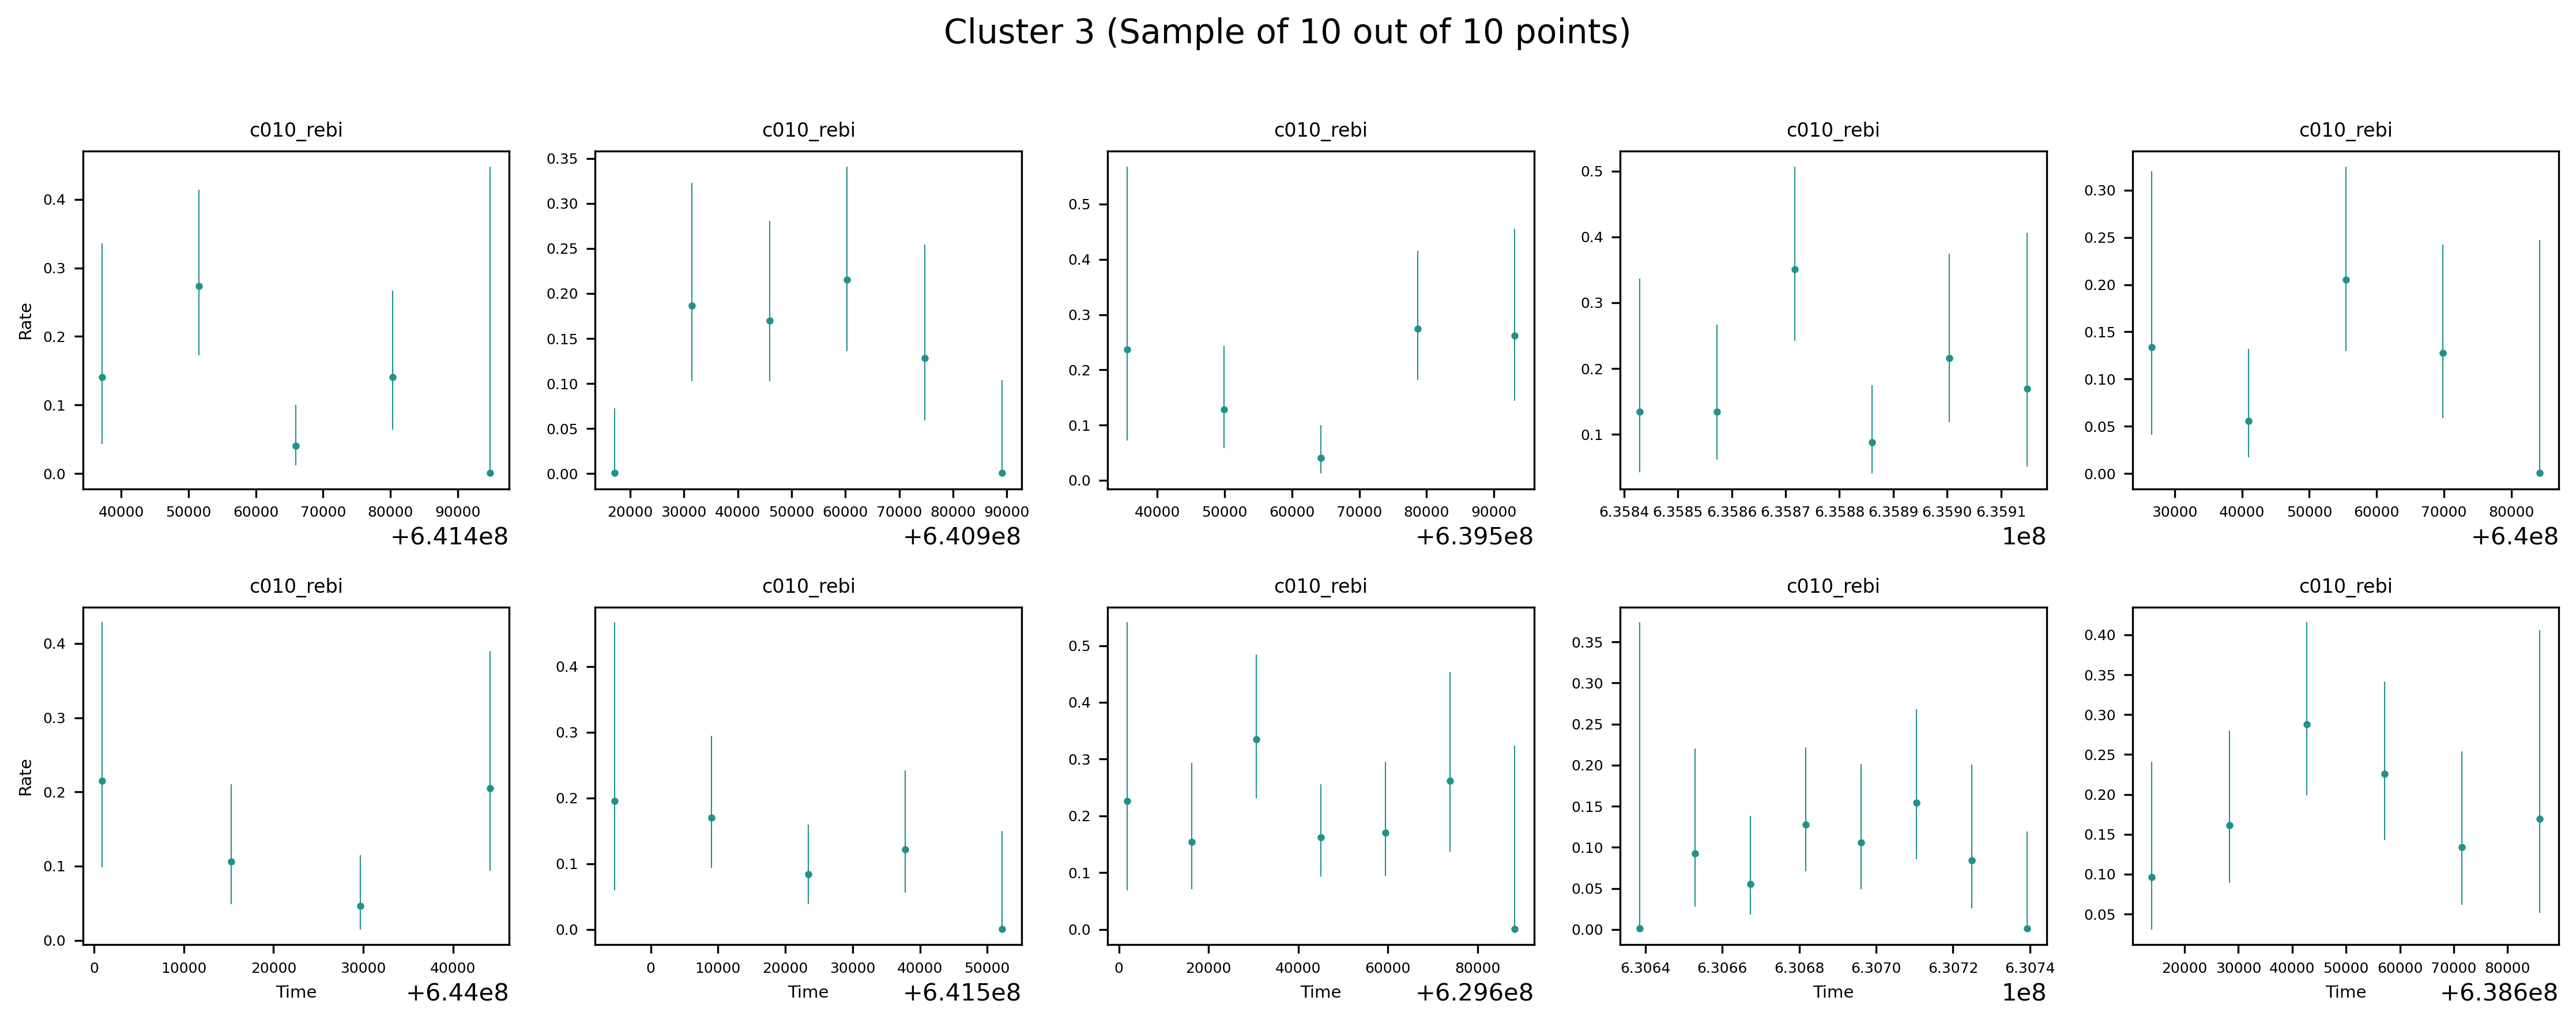 Cluster 3 (Sample of 10 out of 10 points)
c010_rebi c010_rebi c010_rebi c010_rebi c010_rebi
0.4 0.3 0.2 0.1 0.0
Rate
40000 50000 60000 70000 80000 90000
+6.414e8
0.35 0.30 0.25 0.20 0.15 0.10 0.05 0.00
20000 30000 40000 50000 60000 70000 80000 90000
+6.409e8
0.5 0.4 0.3 0.2 0.1 0.0
40000 50000 60000 70000 80000 90000
+6.395e8
0.5 0.4 0.3 0.2 0.1
6.3584 6.3585 6.3586 6.3587 6.3588 6.3589 6.3590 6.3591
1e8
0.30 0.25 0.20 0.15 0.10 0.05 0.00
30000 40000 50000 60000 70000 80000
+6.4e8
c010_rebi c010_rebi c010_rebi c010_rebi c010_rebi
0.4 0.3 0.2 0.1 0.0
Rate
0 10000 20000 30000 40000
Time +6.44e8
0.4 0.3 0.2 0.1 0.0
0 10000 20000 30000 40000 50000
Time +6.415e8
0.5 0.4 0.3 0.2 0.1 0.0
0 20000 40000 60000 80000
Time +6.296e8
0.35 0.30 0.25 0.20 0.15 0.10 0.05 0.00
6.3064 6.3066 6.3068 6.3070 6.3072 6.3074
Time 1e8
0.40 0.35 0.30 0.25 0.20 0.15 0.10 0.05
20000 30000 40000 50000 60000 70000 80000
Time +6.386e8